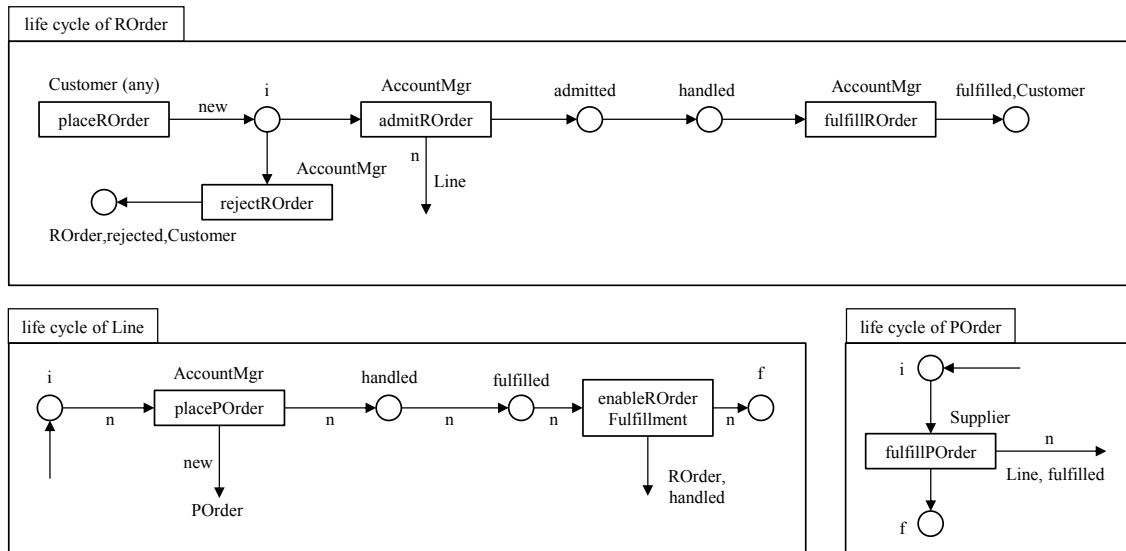 life cycle of ROrder
Customer (any)
placeROrder
new
i
AccountMgr
admitROrder
n
Line
admitted
handled
AccountMgr
fulfillROrder
fulfilled,Customer
AccountMgr
rejectROrder
ROrder,rejected,Customer
life cycle of Line
i
n
AccountMgr
placePOrder
new
POrder
n
handled
n
fulfilled
n
enableROrder
Fulfillment
n
f
ROrder,
handled
life cycle of POrder
i
Supplier
fulfillPOrder
n
Line, fulfilled
f